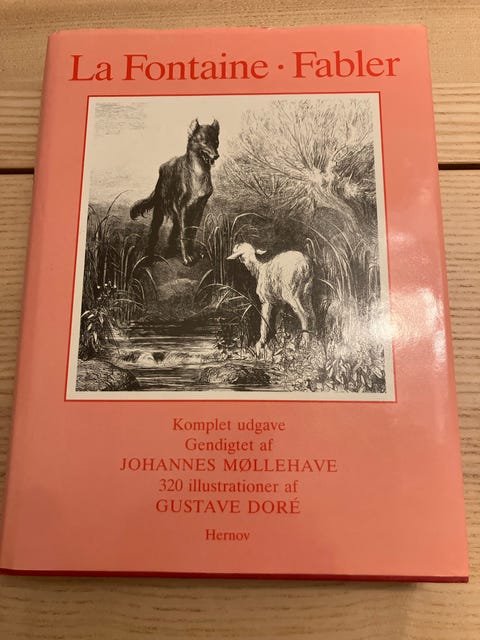 La Fontaine · Fabler
Komplet udgave
Gendigtet af
JOHANNES MØLLEHAVE
320 illustrationer af
GUSTAVE DORÉ
Hernov